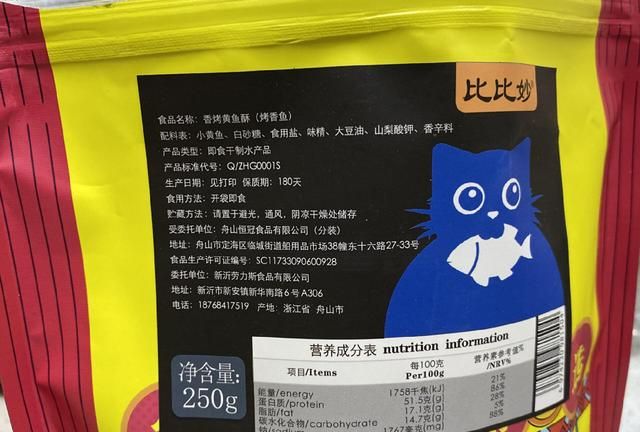 比比妙
食品名称：香烤黄鱼酥（烤香鱼）
配料表：小黄鱼、白砂糖、食用盐、味精、大豆油、山梨酸钾、香辛料
产品类型：即食干制水产品
产品标准代号：Q/ZHG0001S
生产日期：见打印 保质期：180天
食用方法：开袋即食
贮藏方法：请置于避光，通风，阴凉干燥处储存
受委托单位：舟山恒冠食品有限公司（分装）
地址：舟山市定海区临城街道船用品市场38幢东十六路27-33号
食品生产许可证编号：SC11733090600928
委托单位：新沂劳力斯食品有限公司
地址：新沂市新安镇新华南路6号A306
电话：18768417519 产地：浙江省 舟山市
净含量：
250g
营养成分表 nutrition information
项目/Items 每100克 Per100g 营养素参考值% /NRV%
能量/energy 1758千焦(kJ) 21%
蛋白质/protein 51.5克(g) 86%
脂肪/fat 17.1克(g) 28%
碳水化合物/carbohydrate 14.7克(g) 5%
钠/sodium 1767毫克(mg) 88%